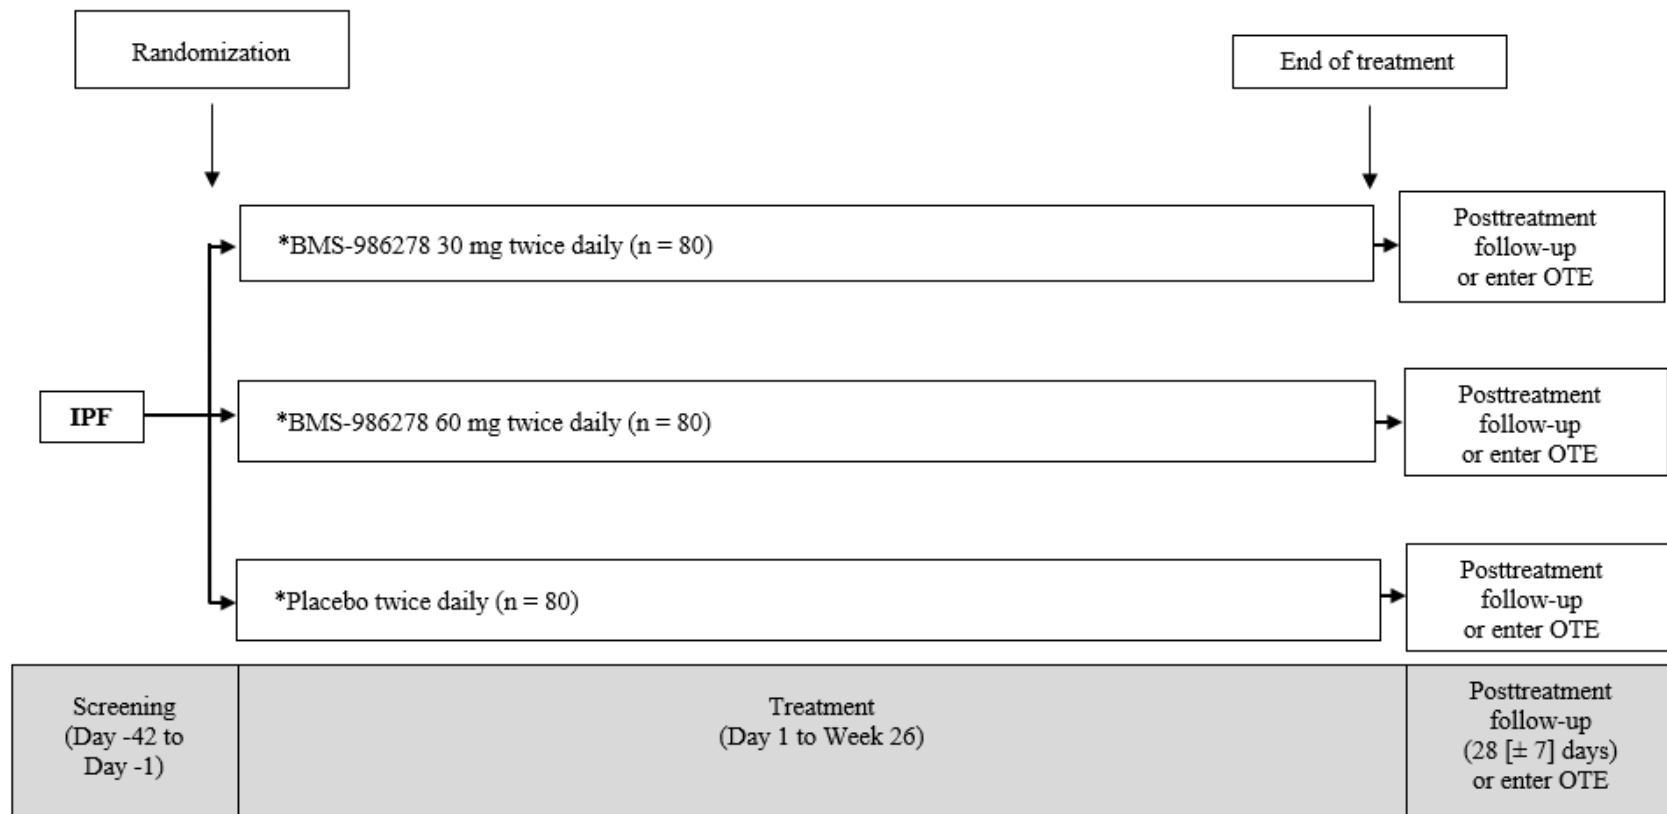 Randomization
End of treatment
*BMS-986278 30 mg twice daily (n = 80)
Posttreatment
follow-up
or enter OTE
IPF
*BMS-986278 60 mg twice daily (n = 80)
Posttreatment
follow-up
or enter OTE
*Placebo twice daily (n = 80)
Posttreatment
follow-up
or enter OTE
Screening
(Day -42 to
Day -1)
Treatment
(Day 1 to Week 26)
Posttreatment
follow-up
(28 [± 7] days)
or enter OTE